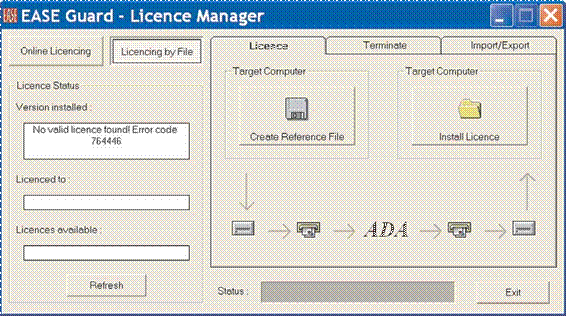 EASE
EASE Guard - Licence Manager
Online Licencing
Licencing by File
Licence Status
Version installed :
No valid licence found! Error code
764446
Licenced to :
Licences available :
Refresh
Licence
Terminate
Import/Export
Target Computer
Create Reference File
Target Computer
Install Licence
ADA
Status :
Exit